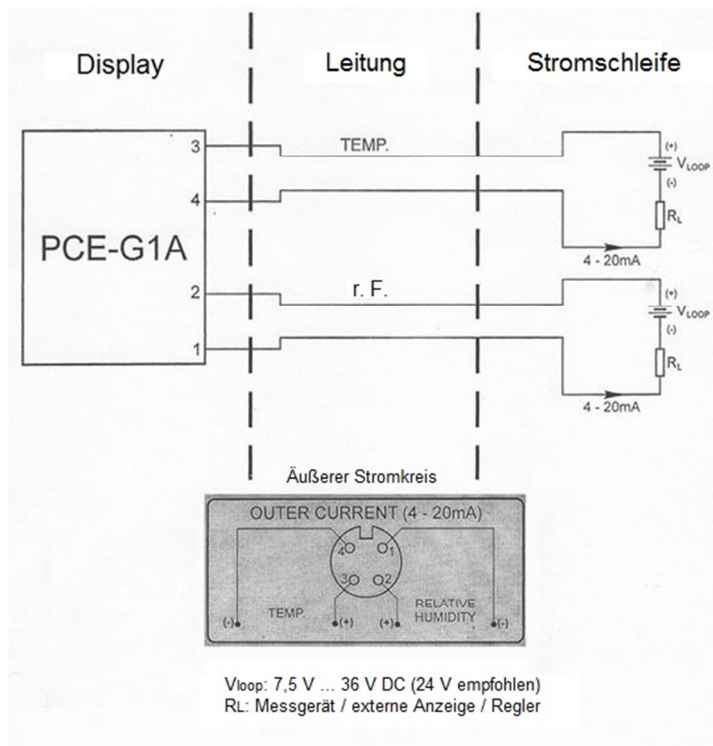 Display
Leitung
Stromschleife
3
TEMP.
(+)
VLOOP
(-)
4
RL
PCE-G1A
4 - 20mA
2
r. F.
(+)
VLOOP
(-)
1
RL
4 - 20mA
Äußerer Stromkreis
OUTER CURRENT (4 - 20mA)
4
1
3
2
TEMP.
RELATIVE
HUMIDITY
(-)
(+)
(+)
(-)
Vloop: 7,5 V ... 36 V DC (24 V empfohlen)
RL: Messgerät / externe Anzeige / Regler